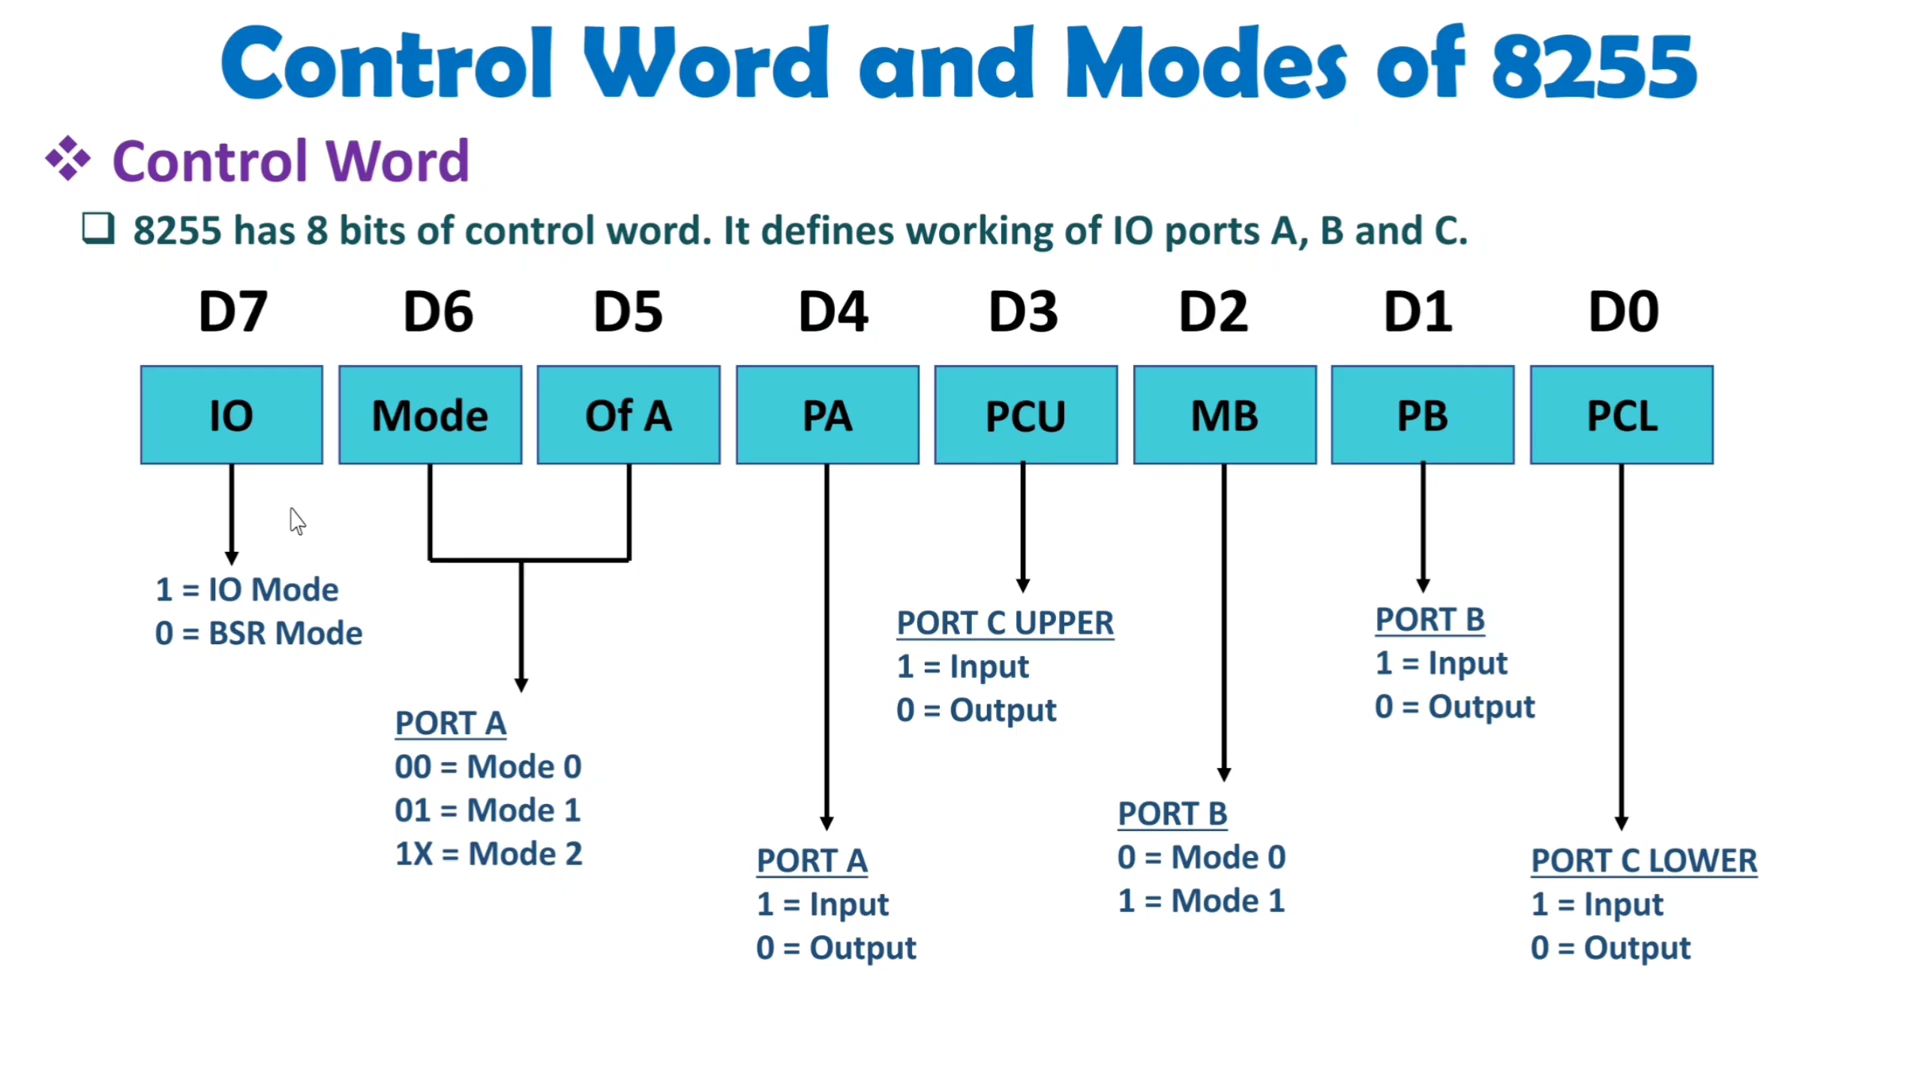 Control Word and Modes of 8255
Control Word
8255 has 8 bits of control word. It defines working of IO ports A, B and C.
D7 D6 D5 D4 D3 D2 D1 D0
IO Mode Of A PA PCU MB PB PCL
1 = IO Mode
0 = BSR Mode
PORT A
00 = Mode 0
01 = Mode 1
1X = Mode 2
PORT A
1 = Input
0 = Output
PORT C UPPER
1 = Input
0 = Output
PORT B
0 = Mode 0
1 = Mode 1
PORT B
1 = Input
0 = Output
PORT C LOWER
1 = Input
0 = Output